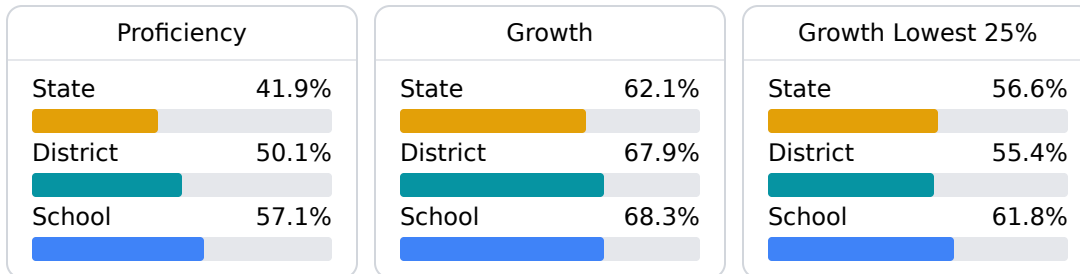 Proficiency
State 41.9%
District 50.1%
School 57.1%
Growth
State 62.1%
District 67.9%
School 68.3%
Growth Lowest 25%
State 56.6%
District 55.4%
School 61.8%